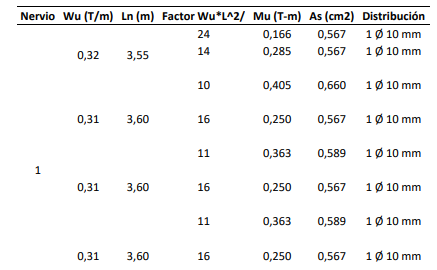 Nervio Wu (T/m) Ln (m) Factor Wu*L^2/ Mu (T-m) As (cm2) Distribución
24 0,166 0,567 1 Ø 10 mm
0,32 3,55 14 0,285 0,567 1 Ø 10 mm
10 0,405 0,660 1 Ø 10 mm
0,31 3,60 16 0,250 0,567 1 Ø 10 mm
11 0,363 0,589 1 Ø 10 mm
1
0,31 3,60 16 0,250 0,567 1 Ø 10 mm
11 0,363 0,589 1 Ø 10 mm
0,31 3,60 16 0,250 0,567 1 Ø 10 mm